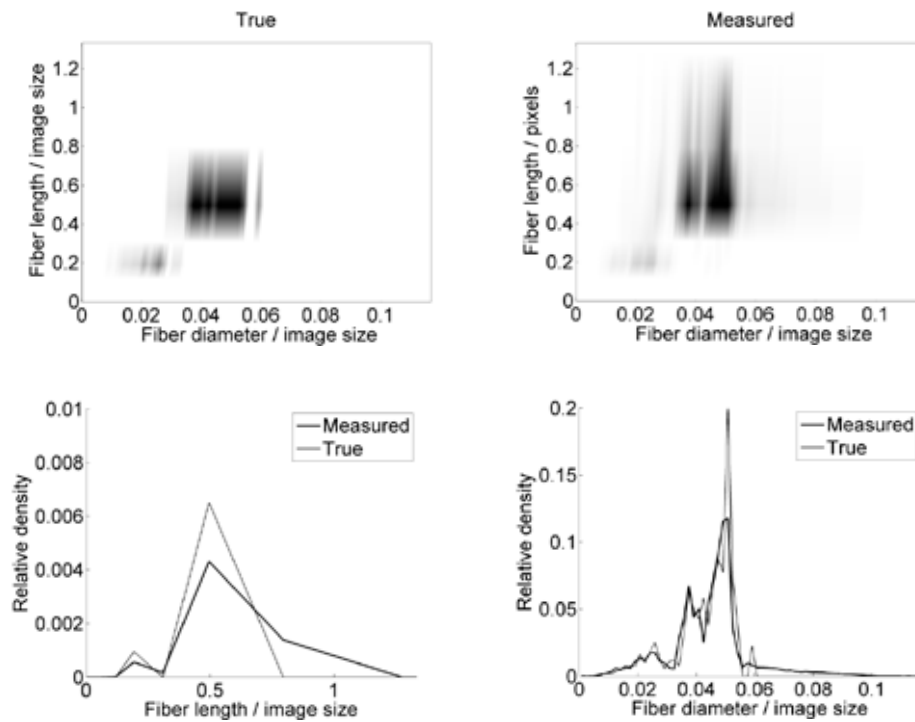 True
Fiber length / image size
1.2
1
0.8
0.6
0.4
0.2
0
0 0.02 0.04 0.06 0.08 0.1
Fiber diameter / image size
Measured
Fiber length / pixels
1.2
1
0.8
0.6
0.4
0.2
0
0 0.02 0.04 0.06 0.08 0.1
Fiber diameter / image size
Relative density
0.01
0.008
0.006
0.004
0.002
0
0 0.5 1
Fiber length / image size
Measured
True
Relative density
0.2
0.15
0.1
0.05
0
0 0.02 0.04 0.06 0.08 0.1
Fiber diameter / image size
Measured
True